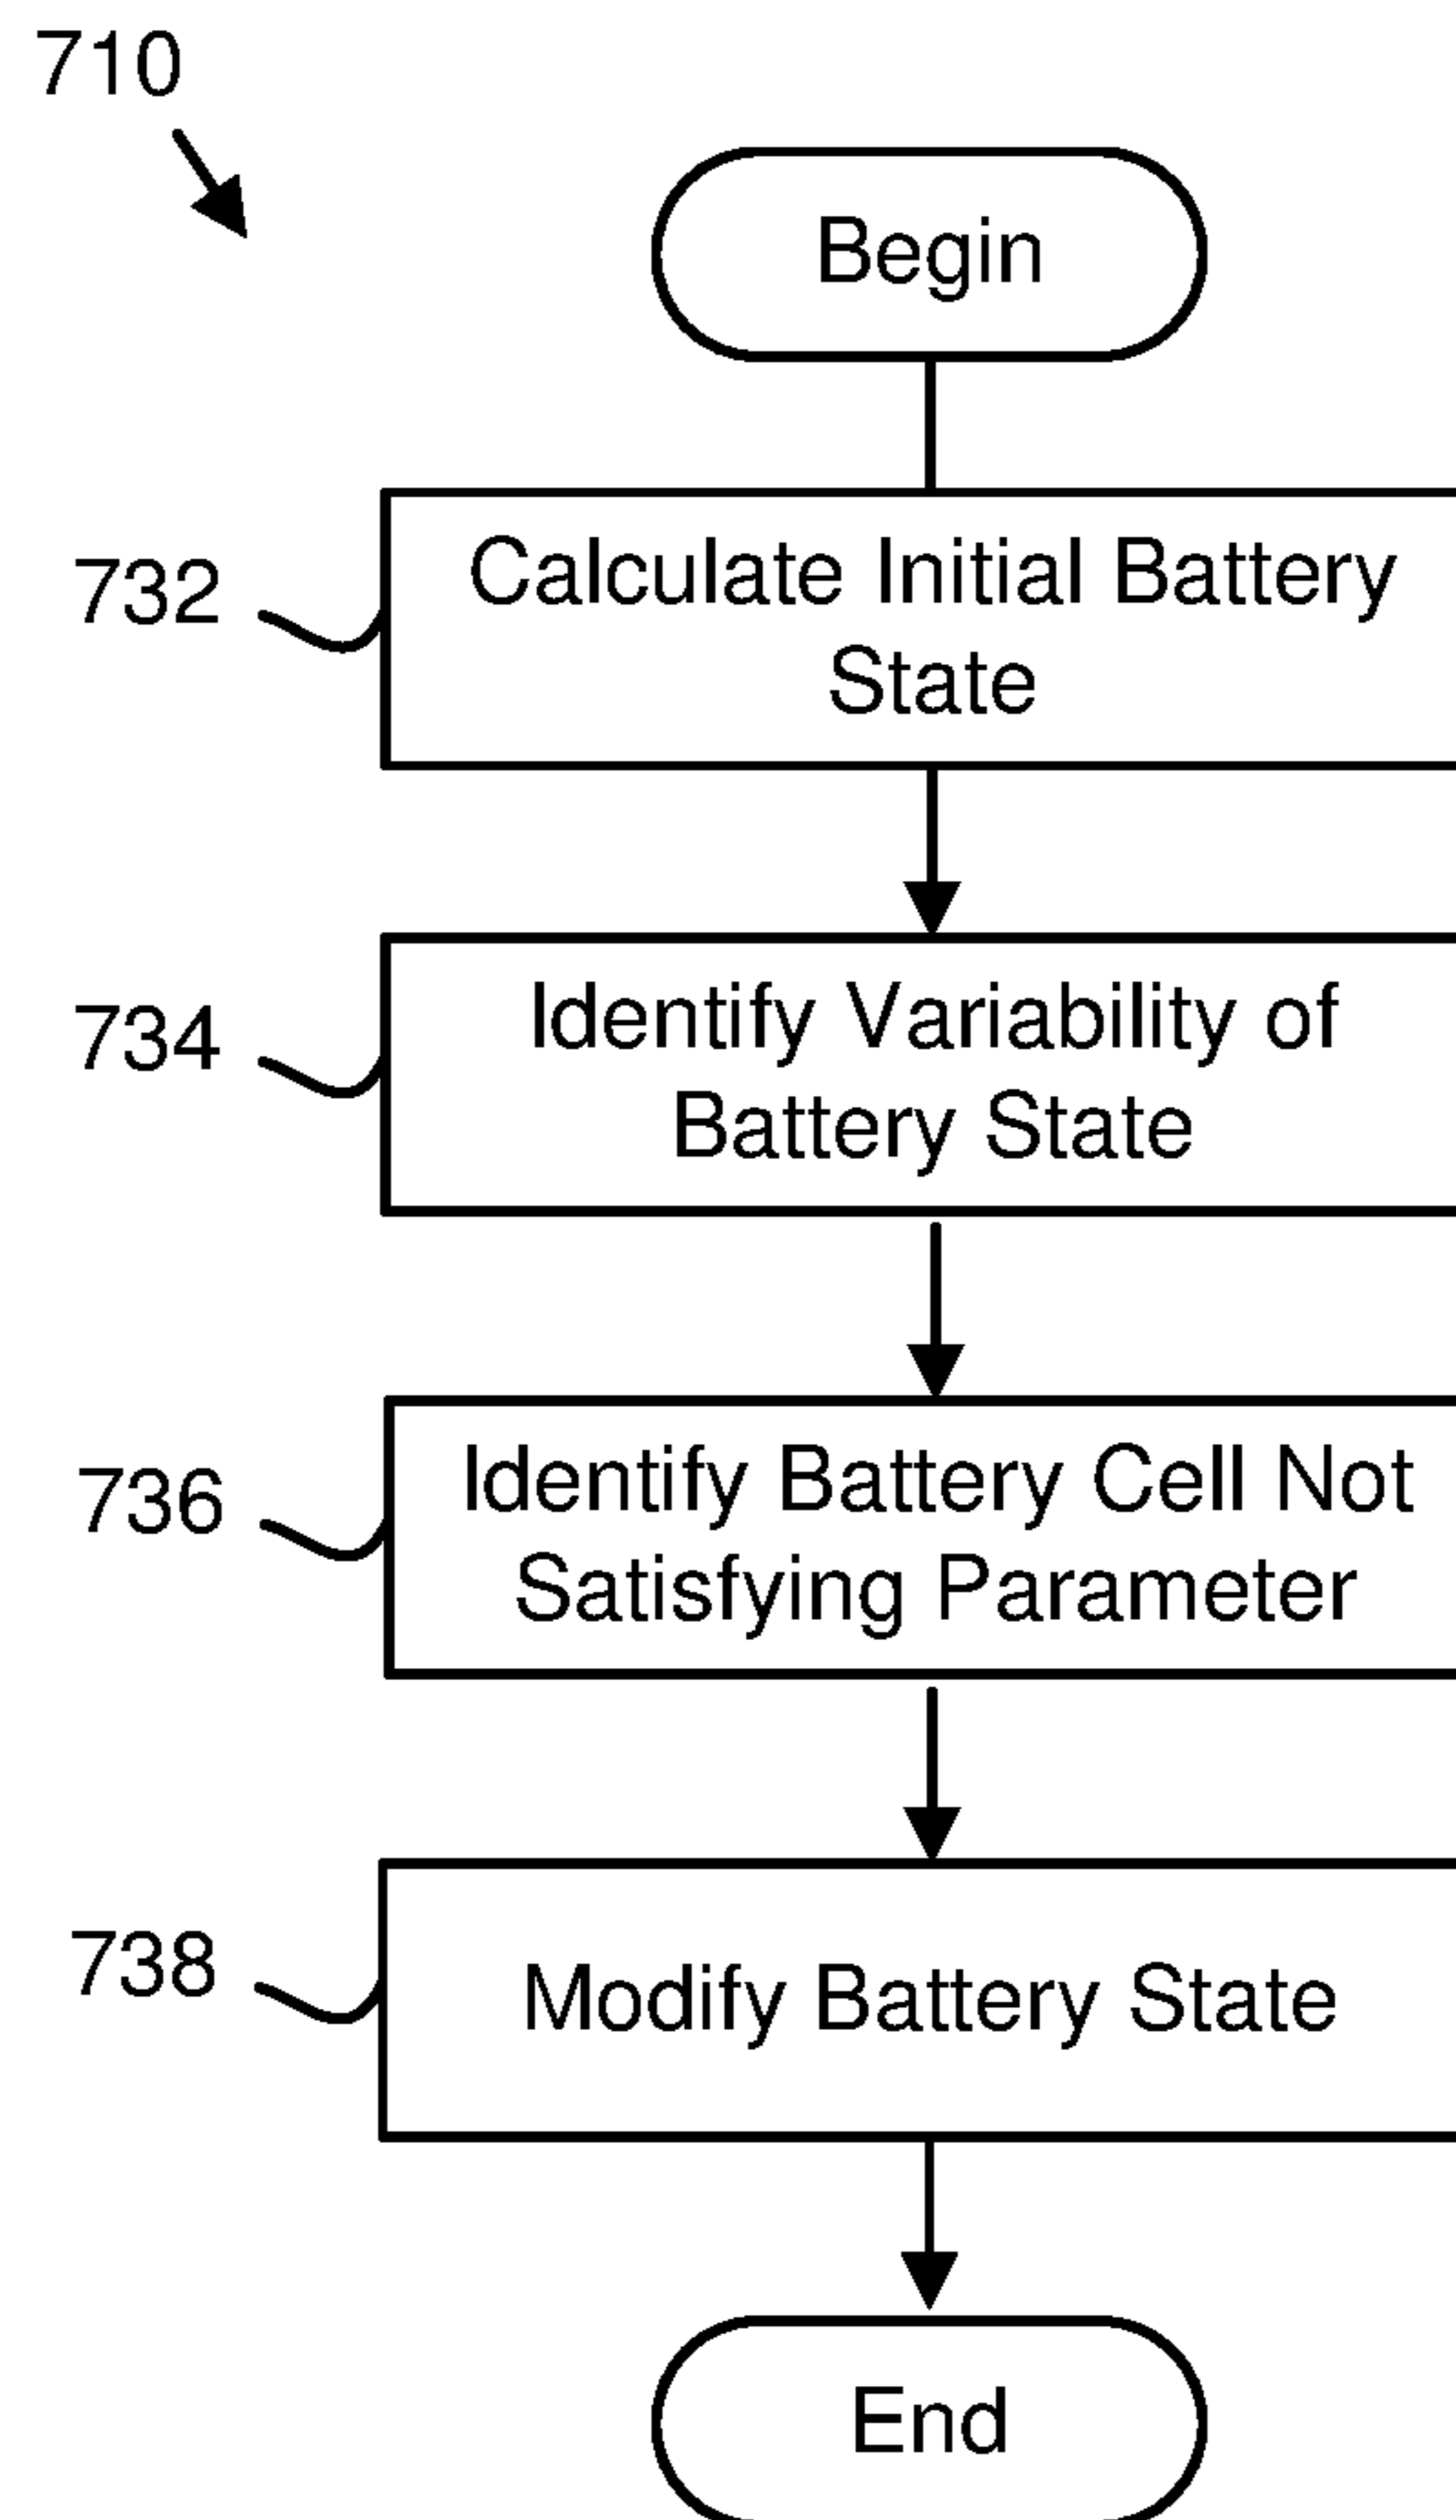 710
Begin
732
Calculate Initial Battery
State
734
Identify Variability of
Battery State
736
Identify Battery Cell Not
Satisfying Parameter
738
Modify Battery State
End